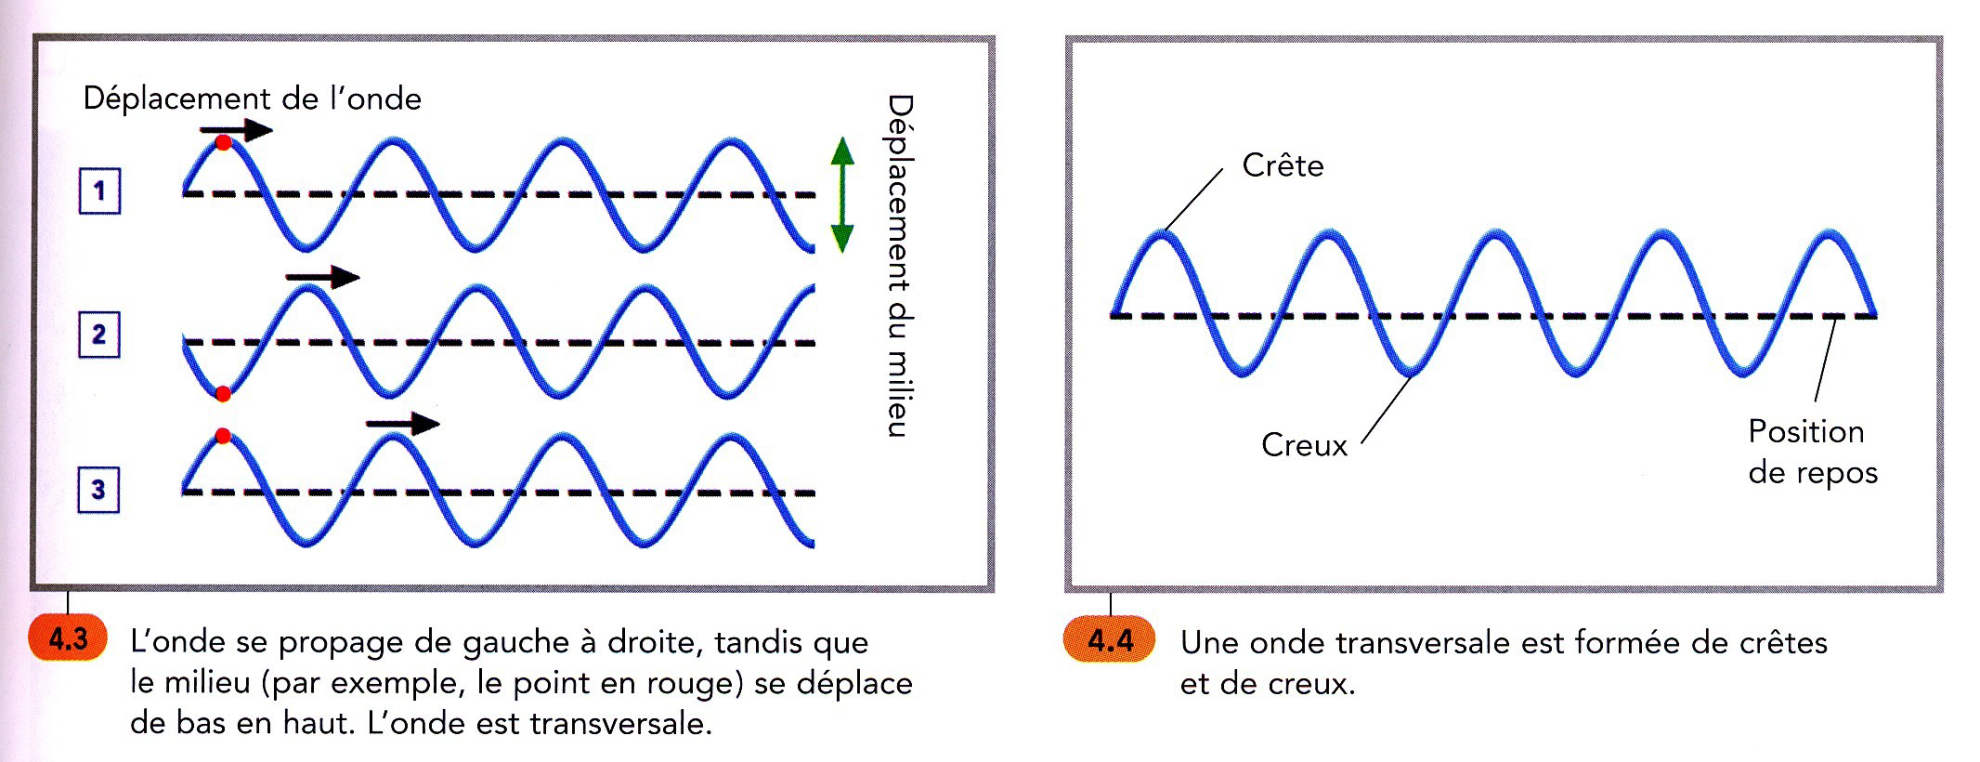 Déplacement de l'onde
1
2
3
Déplacement du milieu
4.3
L'onde se propage de gauche à droite, tandis que
le milieu (par exemple, le point en rouge) se déplace
de bas en haut. L'onde est transversale.
Crête
Creux
Position
de repos
4.4
Une onde transversale est formée de crêtes
et de creux.